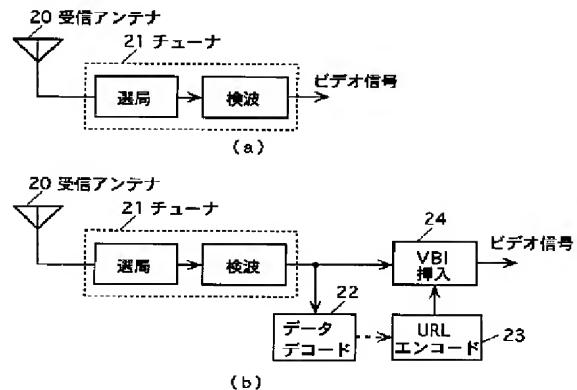 20 受信アンテナ
21 チューナ
選局
検波
ビデオ信号
(a)
20 受信アンテナ
21 チューナ
選局
検波
24
VBI
挿入
ビデオ信号
22
データ
デコード
URL
エンコード
23
(b)